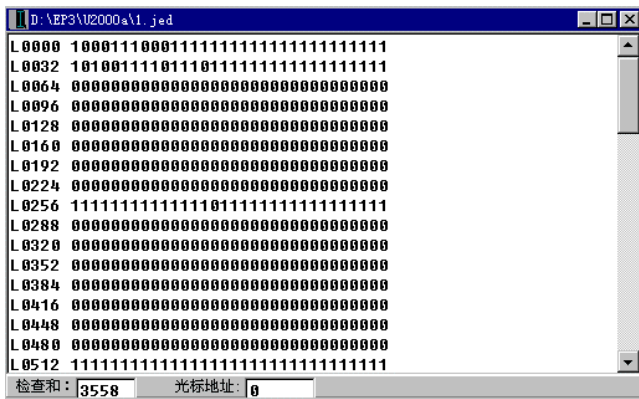 D:\EP3\U2000a\1.jed
L0000 10001110001111111111111111111111
L0032 10100111101110111111111111111111
L0064 00000000000000000000000000000000
L0096 00000000000000000000000000000000
L0128 00000000000000000000000000000000
L0160 00000000000000000000000000000000
L0192 00000000000000000000000000000000
L0224 00000000000000000000000000000000
L0256 11111111111111011111111111111111
L0288 00000000000000000000000000000000
L0320 00000000000000000000000000000000
L0352 00000000000000000000000000000000
L0384 00000000000000000000000000000000
L0416 00000000000000000000000000000000
L0448 00000000000000000000000000000000
L0480 00000000000000000000000000000000
L0512 11111111111111111111111111111111
检查和: 3558 光标地址: 0